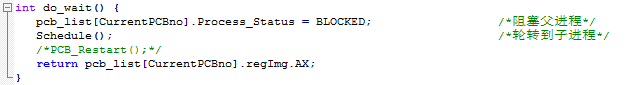 int do_wait() {
pcb_list[CurrentPCBno].Process_Status = BLOCKED; /*阻塞父进程*/
Schedule(); /*轮转到子进程*/
/*PCB_Restart();*/
return pcb_list[CurrentPCBno].regImg.AX;
}